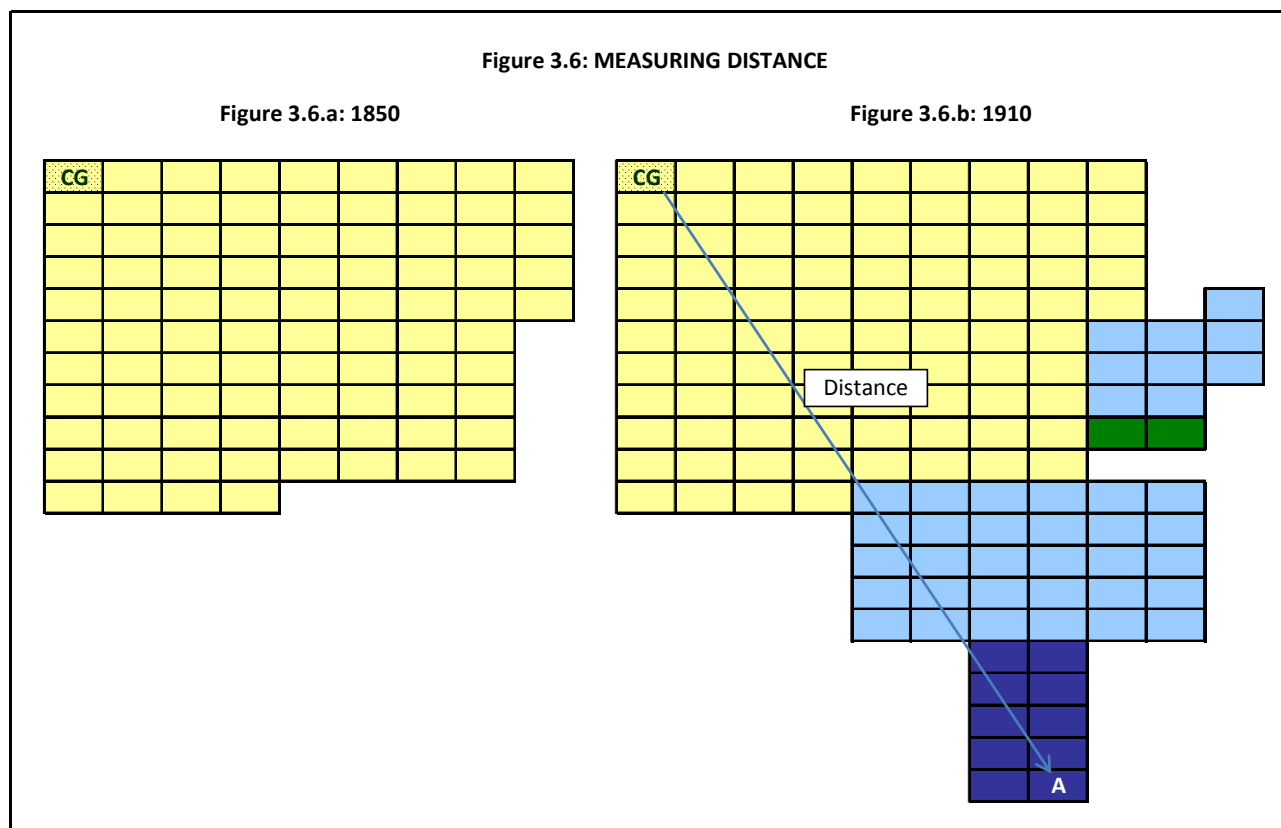 Figure 3.6: MEASURING DISTANCE
Figure 3.6.a: 1850
Figure 3.6.b: 1910
CG
CG
Distance
A